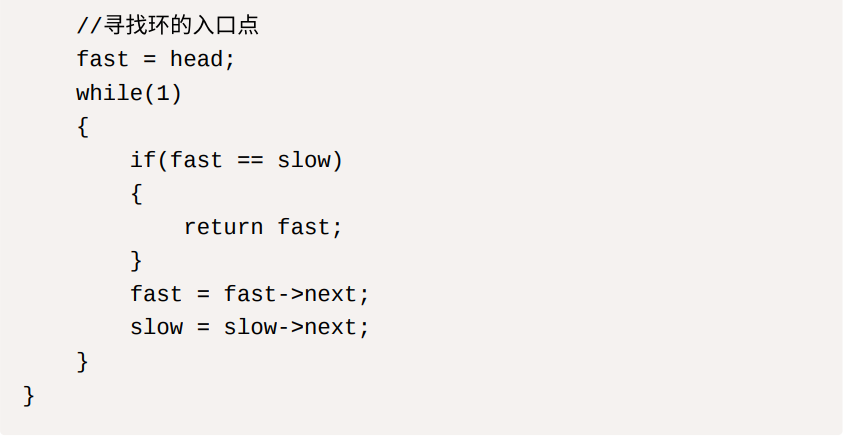 //寻找环的入口点
fast = head;
while(1)
{
if(fast == slow)
{
return fast;
}
fast = fast->next;
slow = slow->next;
}
}